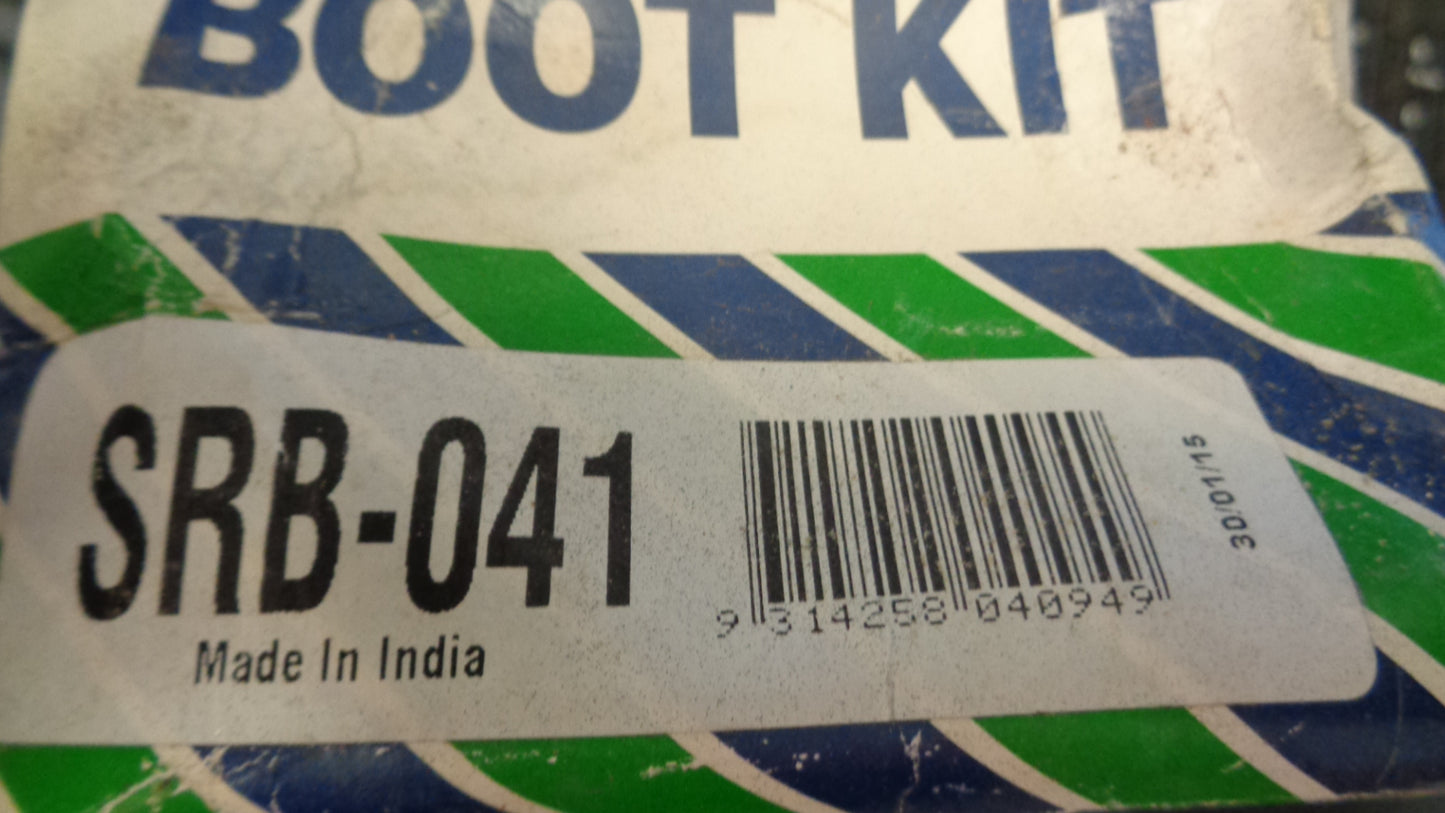 BOOT KIT
SRB-041
Made In India
9 314258 040949
30/01/15